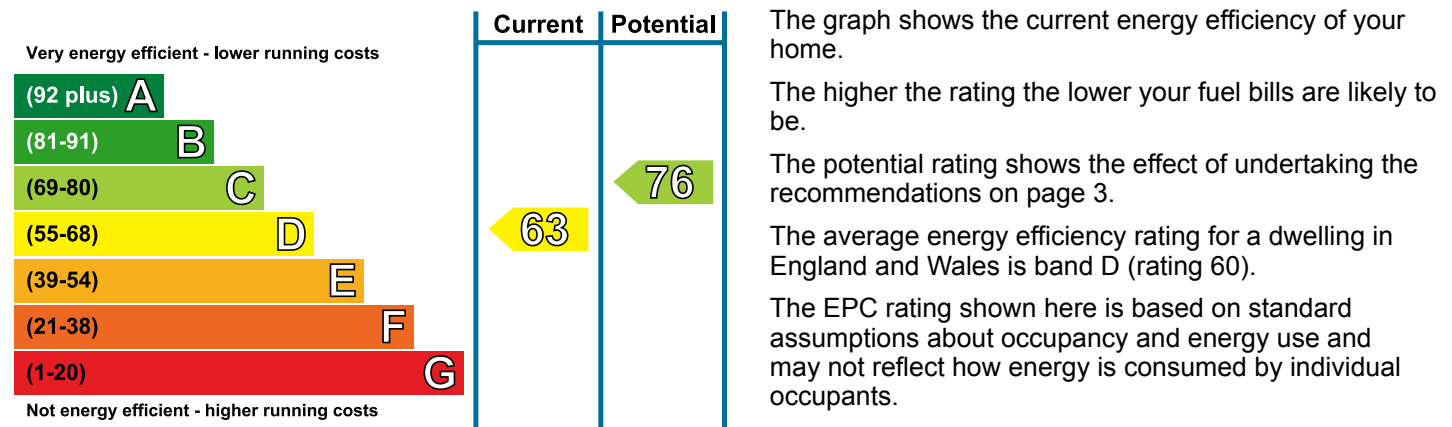 Current Potential
Very energy efficient - lower running costs
(92 plus) A
(81-91) B
(69-80) C
(55-68) D
(39-54) E
(21-38) F
(1-20) G
Not energy efficient - higher running costs
63
76
The graph shows the current energy efficiency of your
home.
The higher the rating the lower your fuel bills are likely to
be.
The potential rating shows the effect of undertaking the
recommendations on page 3.
The average energy efficiency rating for a dwelling in
England and Wales is band D (rating 60).
The EPC rating shown here is based on standard
assumptions about occupancy and energy use and
may not reflect how energy is consumed by individual
occupants.